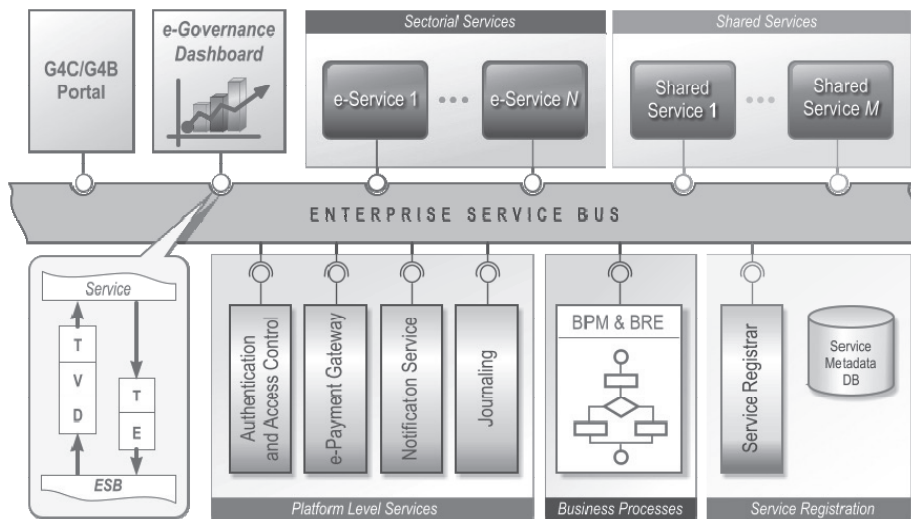 G4C/G4B
Portal
e-Governance
Dashboard
Sectorial Services
e-Service 1
e-Service N
Shared Services
Shared
Service 1
Shared
Service M
ENTERPRISE SERVICE BUS
Service
T
V
D
T
E
ESB
Authentication
and Access Control
e-Payment Gateway
Notificaton Service
Journaling
Platform Level Services
BPM & BRE
Business Processes
Service Registrar
Service
Metadata
DB
Service Registration